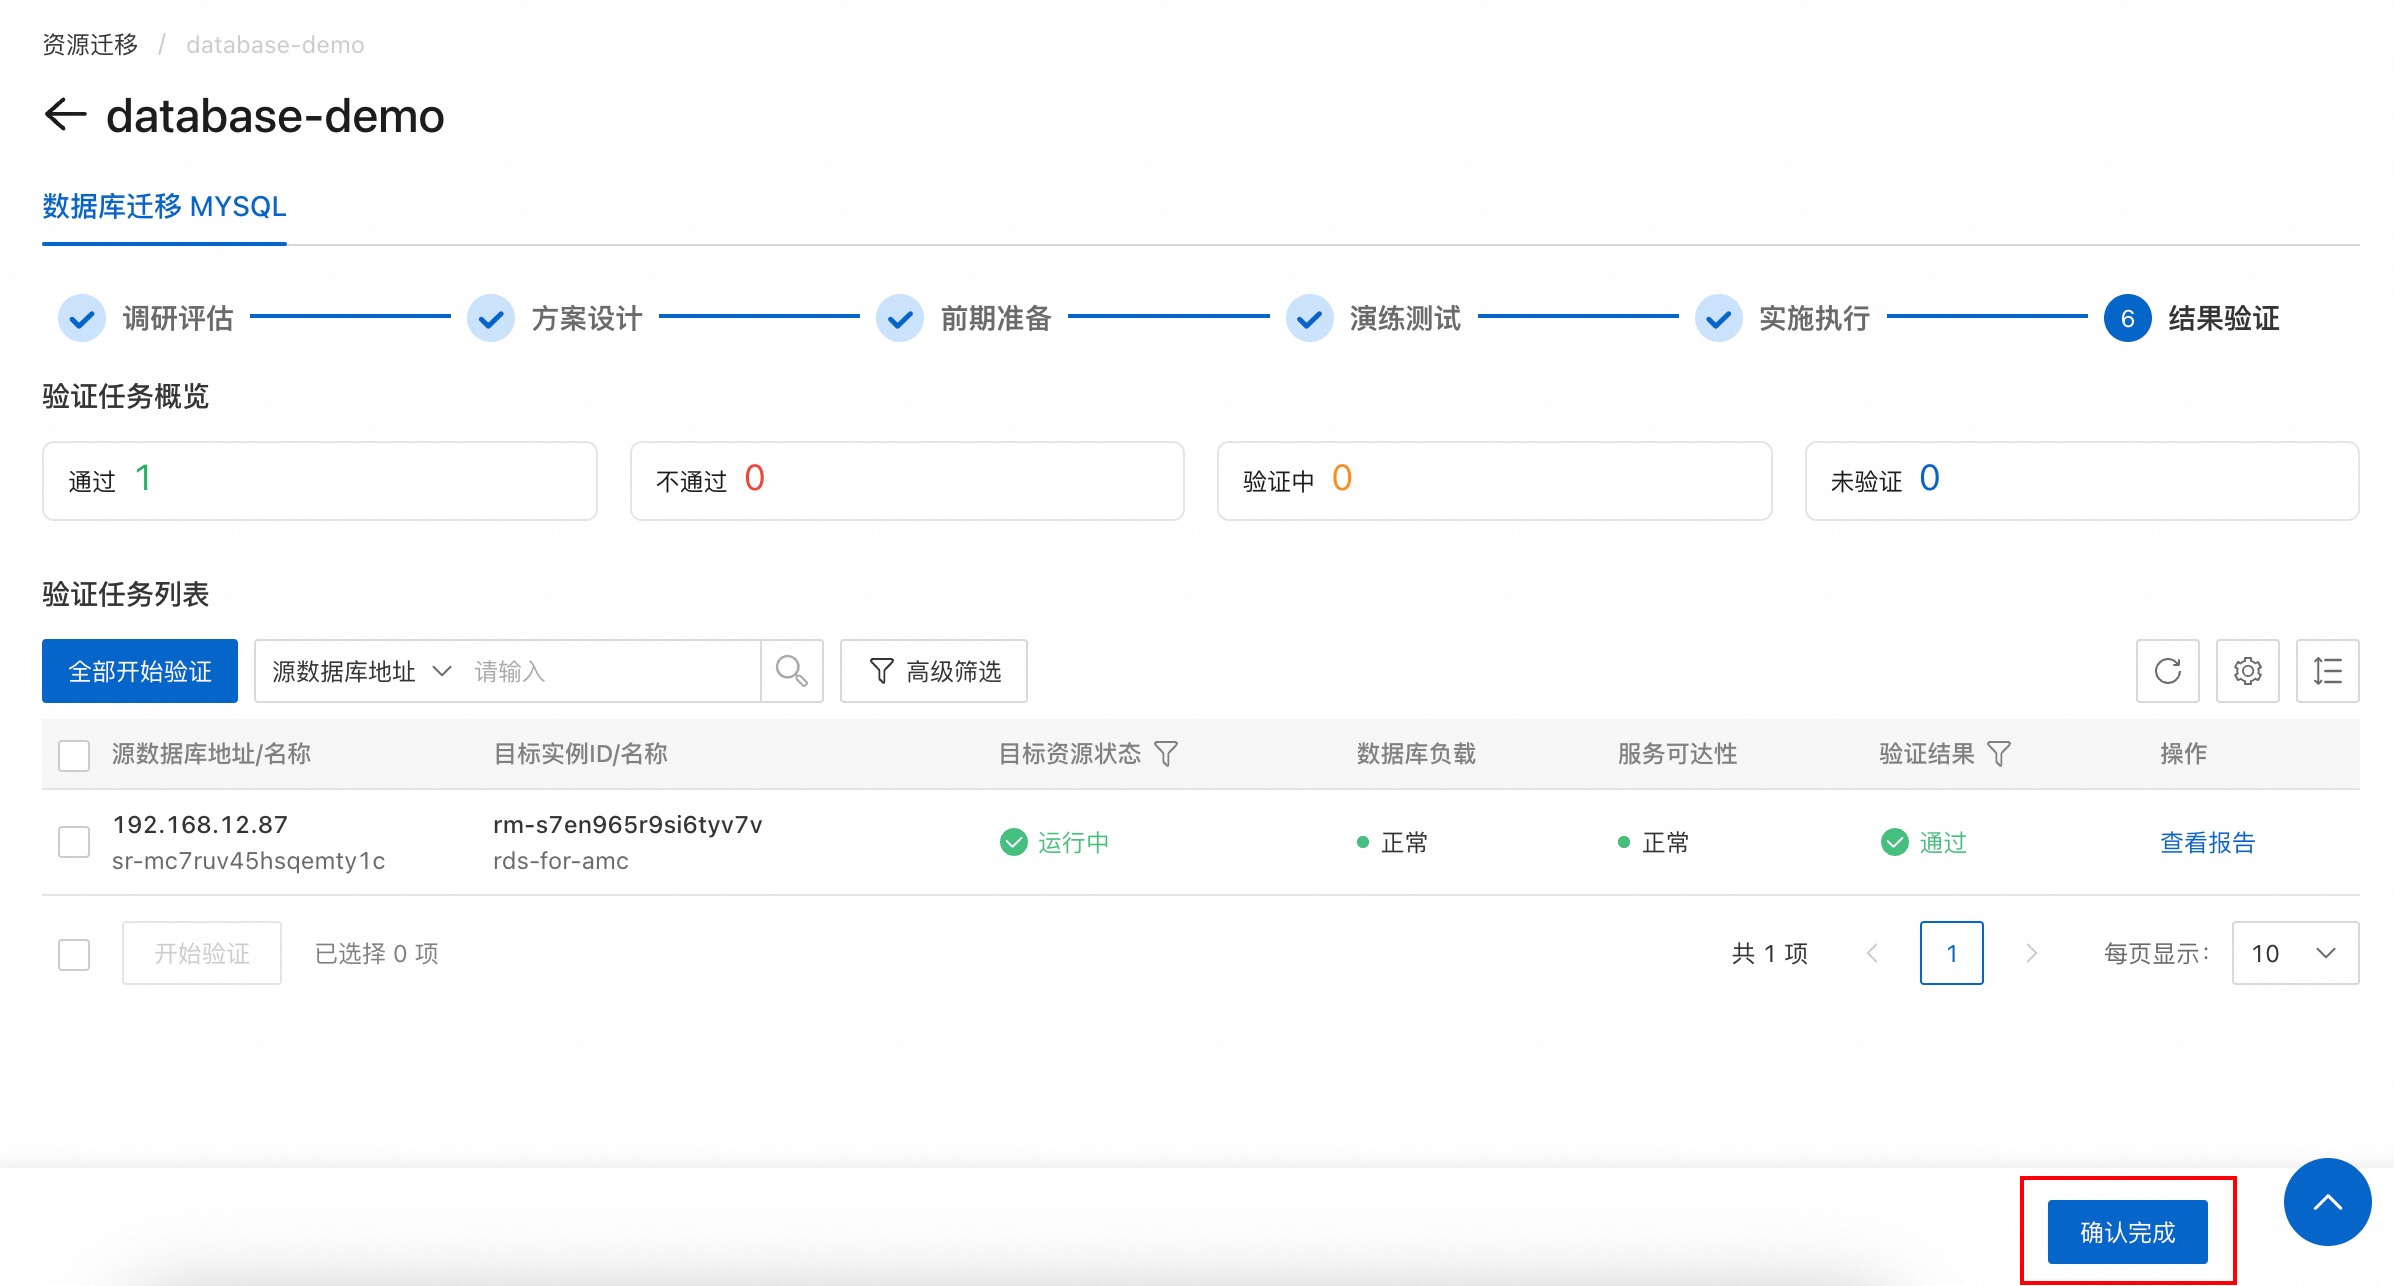 资源迁移 / database-demo
database-demo
数据库迁移 MYSQL
调研评估 方案设计 前期准备 演练测试 实施执行 6 结果验证
验证任务概览
通过 1 不通过 0 验证中 0 未验证 0
验证任务列表
全部开始验证 源数据库地址 请输入 高级筛选
源数据库地址/名称 目标实例ID/名称 目标资源状态 数据库负载 服务可达性 验证结果 操作
192.168.12.87 rm-s7en965r9si6tyv7v 运行中 正常 正常 通过 查看报告
sr-mc7ruv45hsqemty1c rds-for-amc
开始验证 已选择 0 项 共 1 项 1 每页显示: 10
确认完成